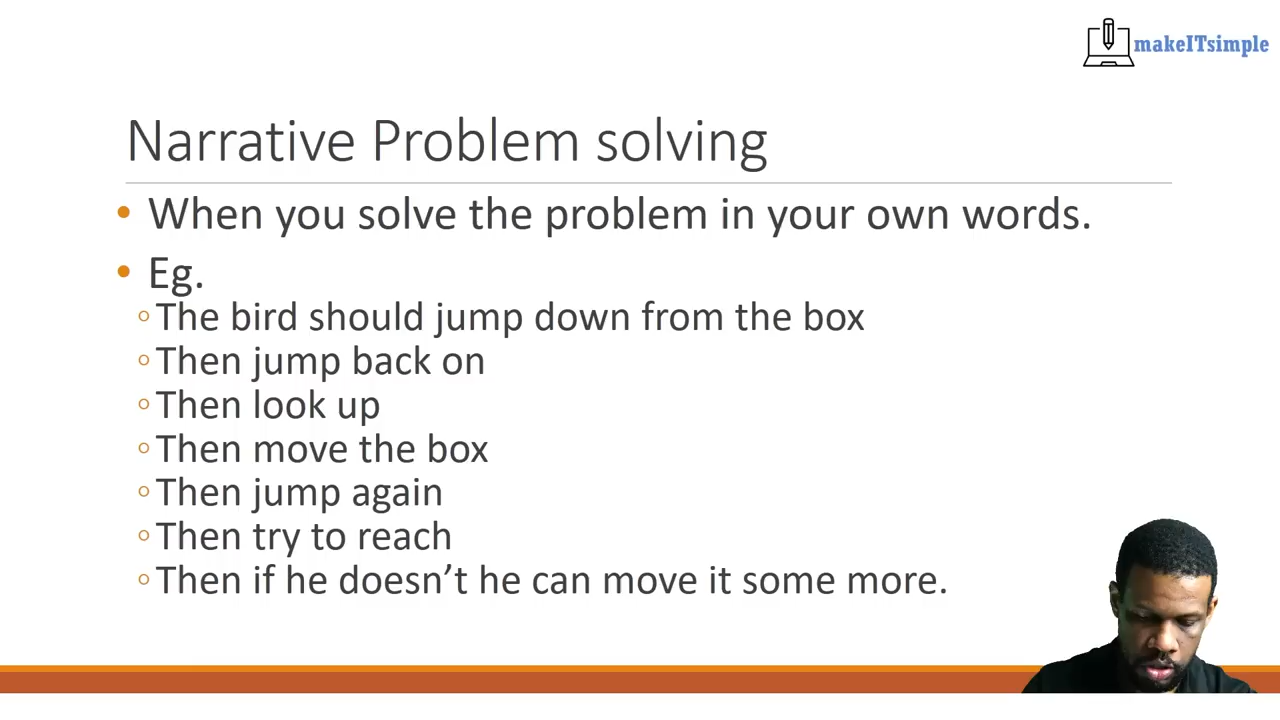 makeITsimple
Narrative Problem solving
• When you solve the problem in your own words.
• Eg.
◦The bird should jump down from the box
◦Then jump back on
◦Then look up
◦Then move the box
◦Then jump again
◦Then try to reach
◦Then if he doesn’t he can move it some more.